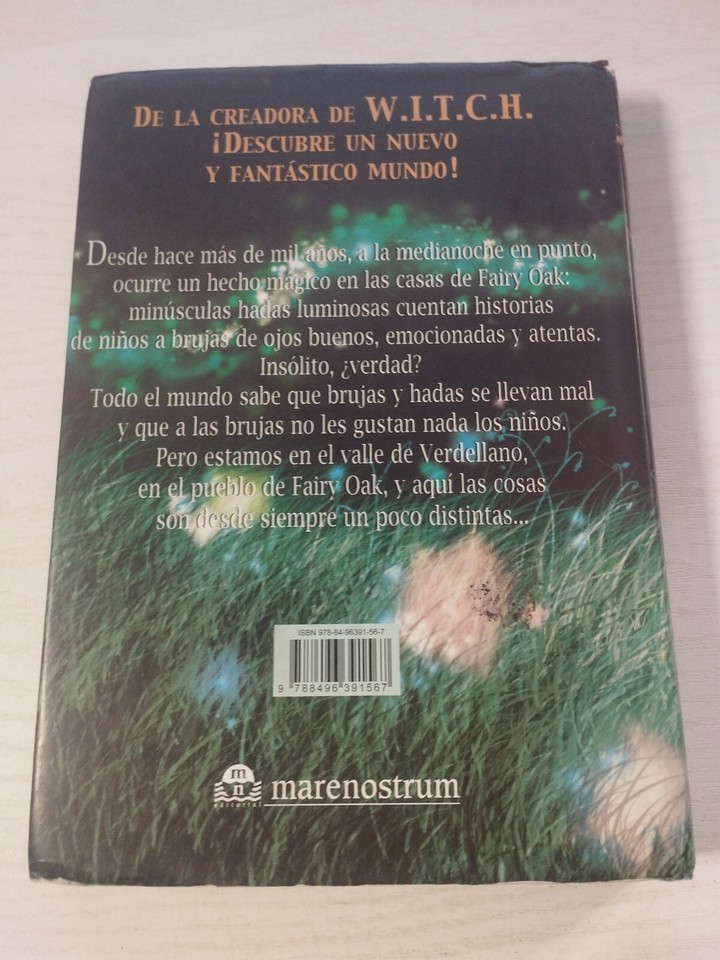 DE LA CREADORA DE W.I.T.C.H.
¡DESCUBRE UN NUEVO
Y FANTÁSTICO MUNDO!
Desde hace más de mil años, a la medianoche en punto,
ocurre un hecho mágico en las casas de Fairy Oak:
minúsculas hadas luminosas cuentan historias
de niños a brujas de ojos buenos, emocionadas y atentas.
Insólito, ¿verdad?
Todo el mundo sabe que brujas y hadas se llevan mal
y que a las brujas no les gustan nada los niños.
Pero estamos en el valle de Verdellano,
en el pueblo de Fairy Oak, y aquí las cosas
son desde siempre un poco distintas...
ISBN 978-84-96391-56-7
9 788496 391567
m n editorial marenostrum